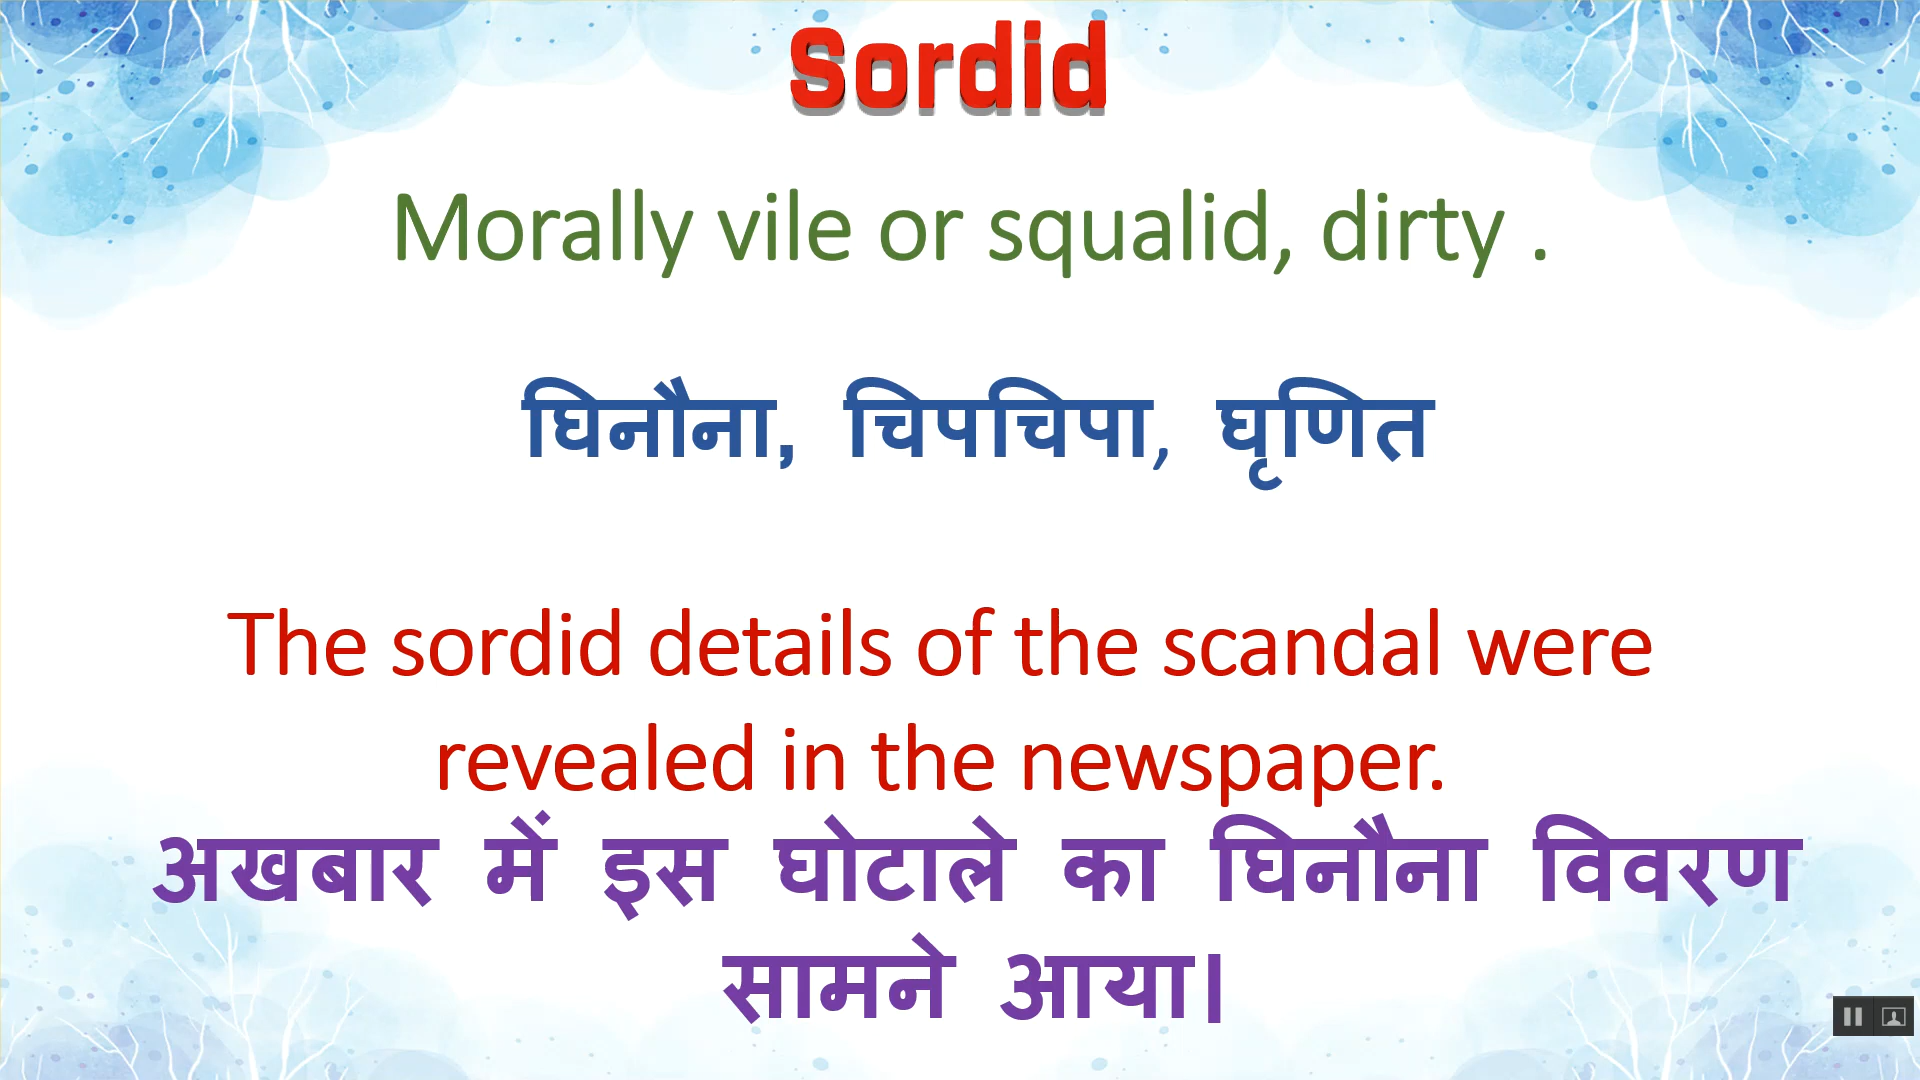 Sordid
Morally vile or squalid, dirty .
घिनौना, चिपचिपा, घृणित
The sordid details of the scandal were
revealed in the newspaper.
अखबार में इस घोटाले का घिनौना विवरण
सामने आया।